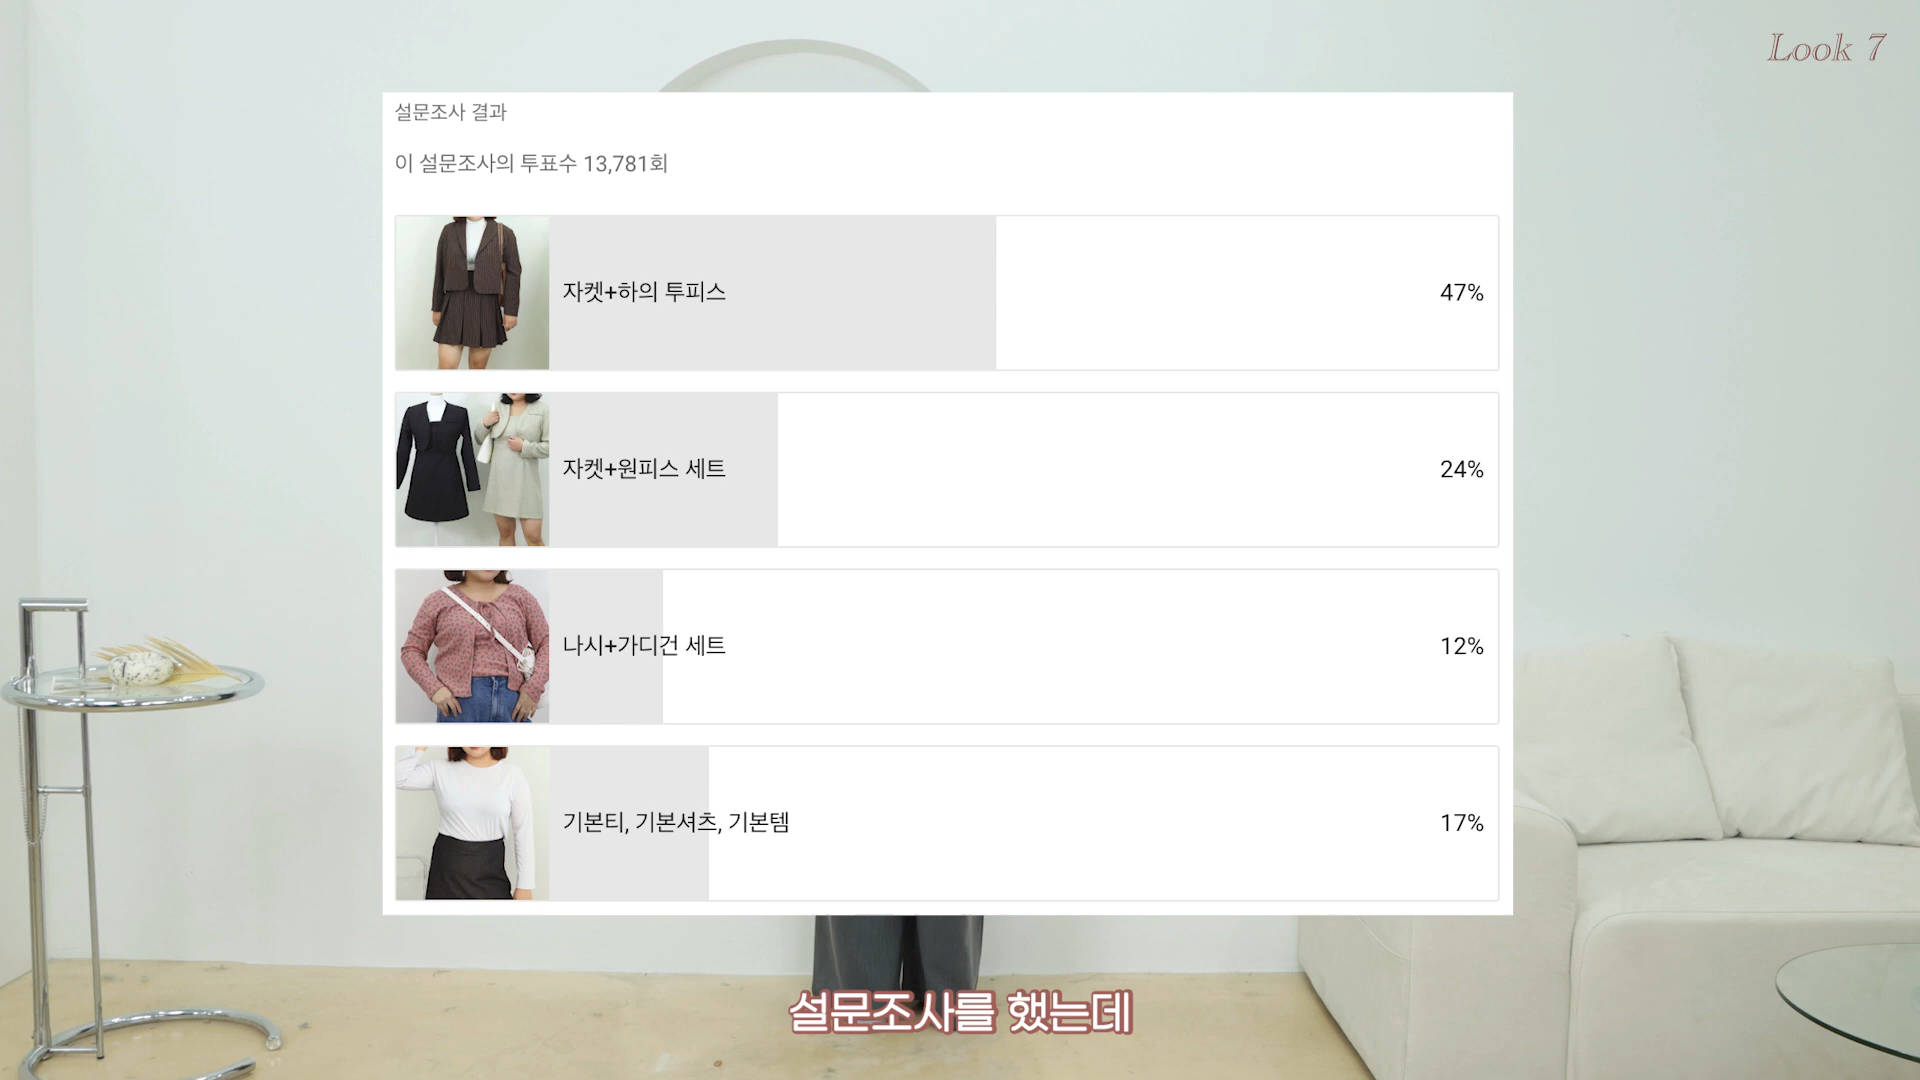 Look 7
설문조사 결과
이 설문조사의 투표수 13,781회
자켓+하의 투피스
47%
자켓+원피스 세트
24%
나시+가디건 세트
12%
기본티, 기본셔츠, 기본템
17%
설문조사를 했는데